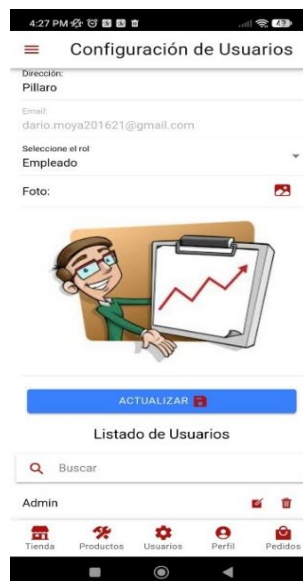 4:27 PM
49
Configuración de Usuarios
Dirección:
Pillaro
Email:
dario.moya201621@gmail.com
Seleccione el rol
Empleado
Foto:
ACTUALIZAR
Listado de Usuarios
Buscar
Admin
Tienda Productos Usuarios Perfil Pedidos